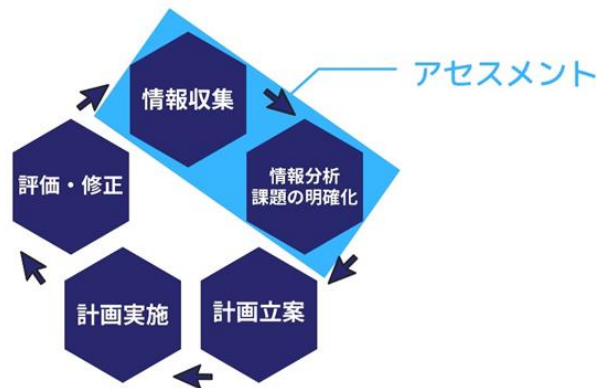 アセスメント
情報収集
情報分析
課題の明確化
評価・修正
計画実施
計画立案